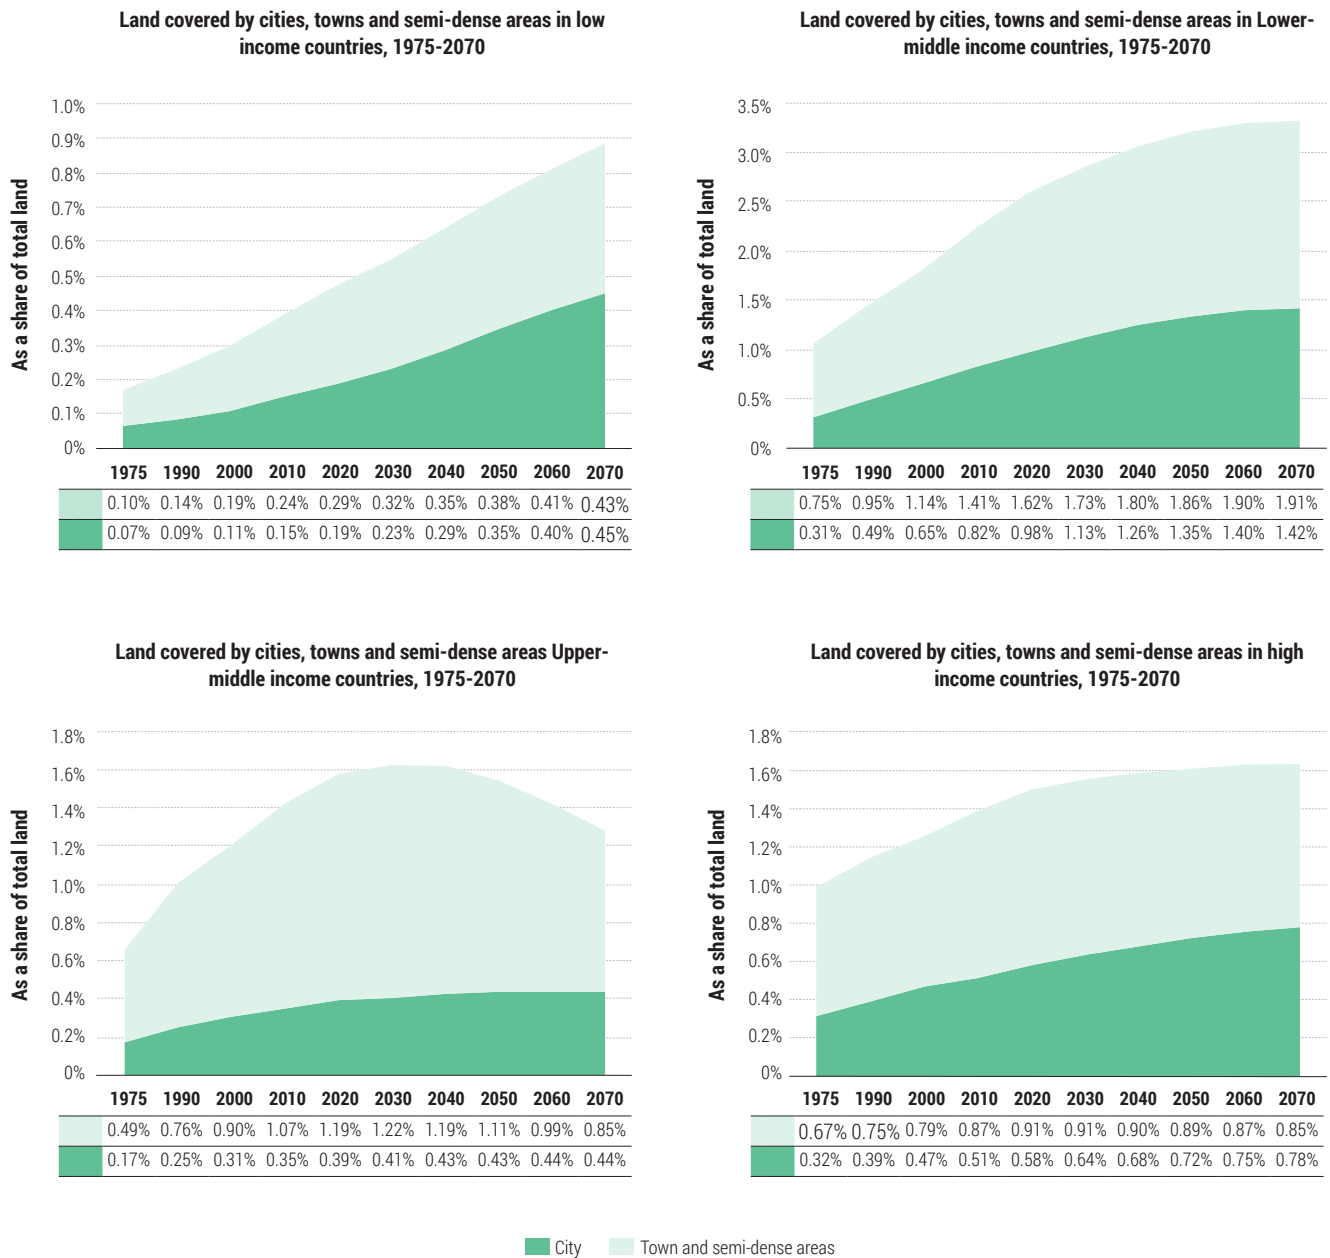 Land covered by cities, towns and semi-dense areas in low
income countries, 1975-2070
As a share of total land
1.0%
0.9%
0.8%
0.7%
0.6%
0.5%
0.4%
0.3%
0.2%
0.1%
0%
1975 1990 2000 2010 2020 2030 2040 2050 2060 2070
0.10% 0.14% 0.19% 0.24% 0.29% 0.32% 0.35% 0.38% 0.41% 0.43%
0.07% 0.09% 0.11% 0.15% 0.19% 0.23% 0.29% 0.35% 0.40% 0.45%
Land covered by cities, towns and semi-dense areas in Lower-
middle income countries, 1975-2070
As a share of total land
3.5%
3.0%
2.5%
2.0%
1.5%
1.0%
0.5%
0%
1975 1990 2000 2010 2020 2030 2040 2050 2060 2070
0.75% 0.95% 1.14% 1.41% 1.62% 1.73% 1.80% 1.86% 1.90% 1.91%
0.31% 0.49% 0.65% 0.82% 0.98% 1.13% 1.26% 1.35% 1.40% 1.42%
Land covered by cities, towns and semi-dense areas Upper-
middle income countries, 1975-2070
As a share of total land
1.8%
1.6%
1.4%
1.2%
1.0%
0.8%
0.6%
0.4%
0.2%
0%
1975 1990 2000 2010 2020 2030 2040 2050 2060 2070
0.49% 0.76% 0.90% 1.07% 1.19% 1.22% 1.19% 1.11% 0.99% 0.85%
0.17% 0.25% 0.31% 0.35% 0.39% 0.41% 0.43% 0.43% 0.44% 0.44%
Land covered by cities, towns and semi-dense areas in high
income countries, 1975-2070
As a share of total land
1.8%
1.6%
1.4%
1.2%
1.0%
0.8%
0.6%
0.4%
0.2%
0%
1975 1990 2000 2010 2020 2030 2040 2050 2060 2070
0.67% 0.75% 0.79% 0.87% 0.91% 0.91% 0.90% 0.89% 0.87% 0.85%
0.32% 0.39% 0.47% 0.51% 0.58% 0.64% 0.68% 0.72% 0.75% 0.78%
City Town and semi-dense areas